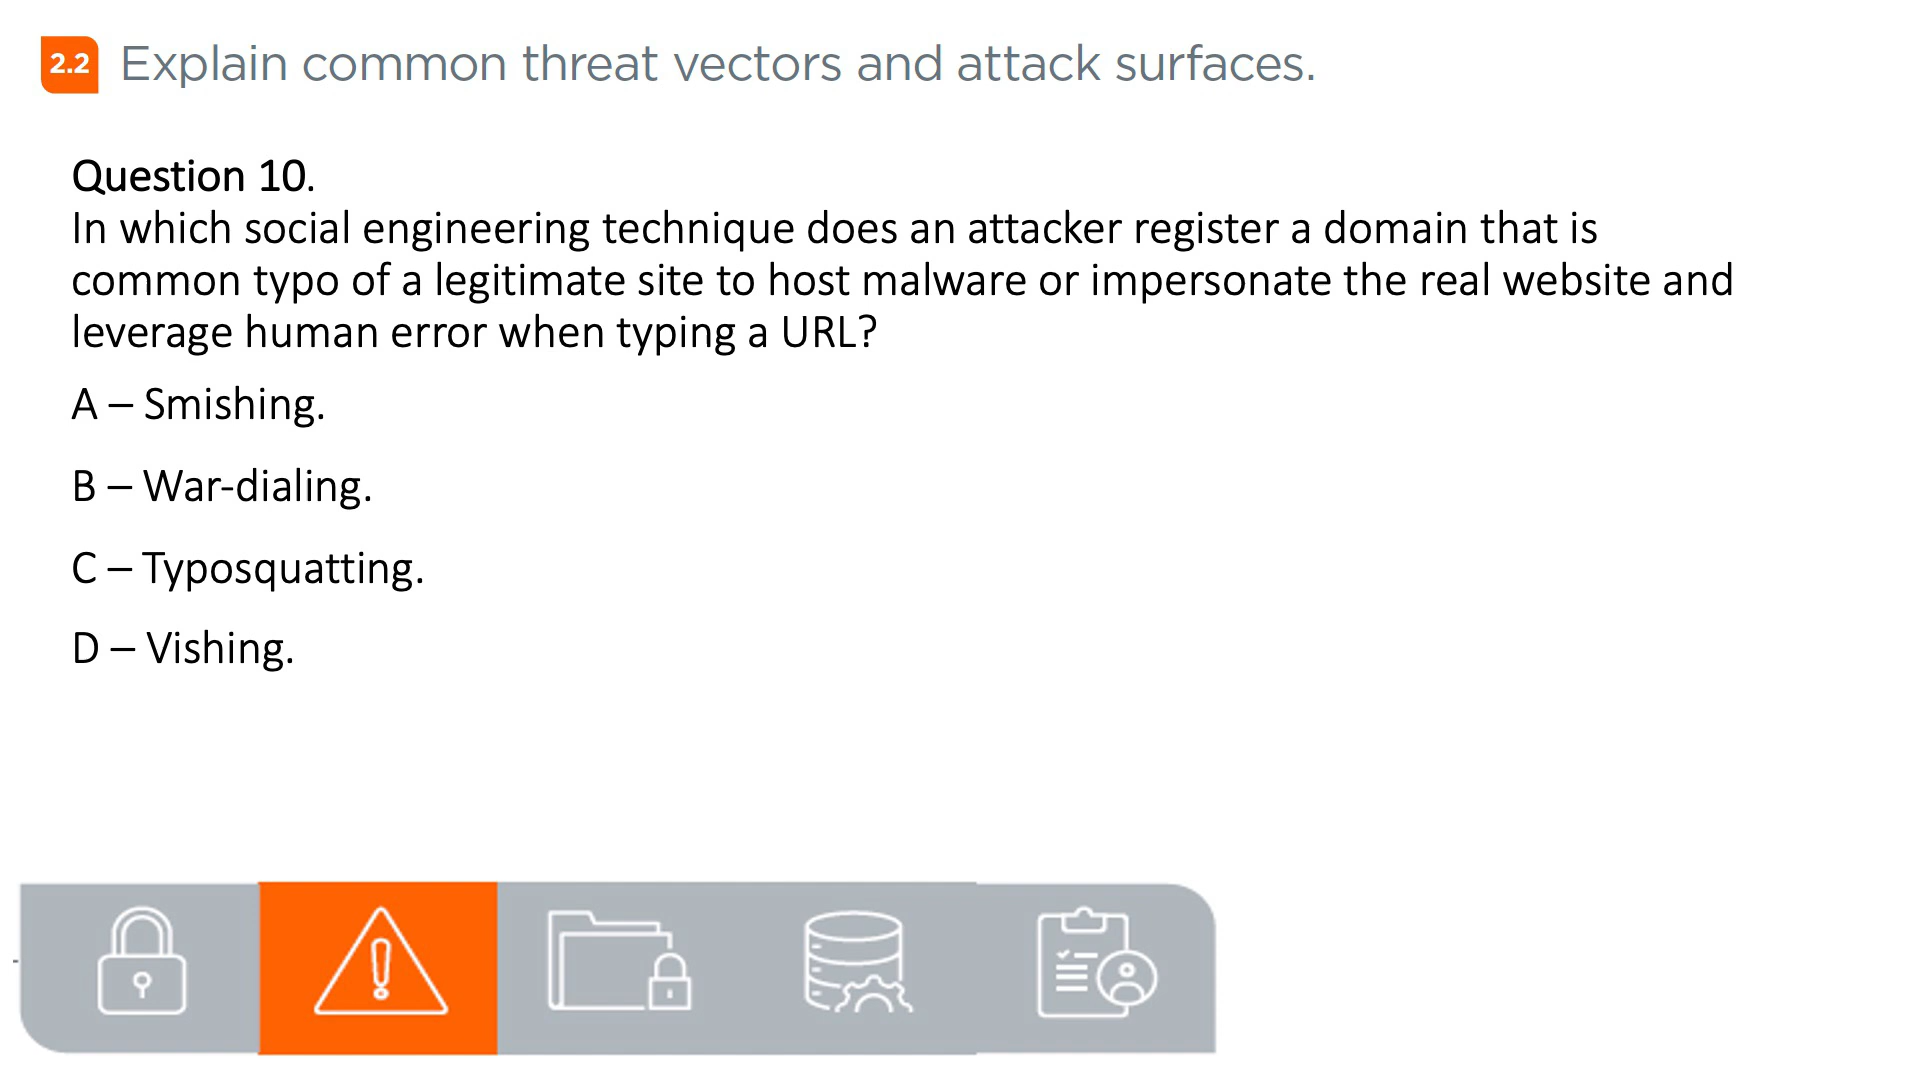 2.2 Explain common threat vectors and attack surfaces.
Question 10.
In which social engineering technique does an attacker register a domain that is
common typo of a legitimate site to host malware or impersonate the real website and
leverage human error when typing a URL?
A – Smishing.
B – War-dialing.
C – Typosquatting.
D – Vishing.